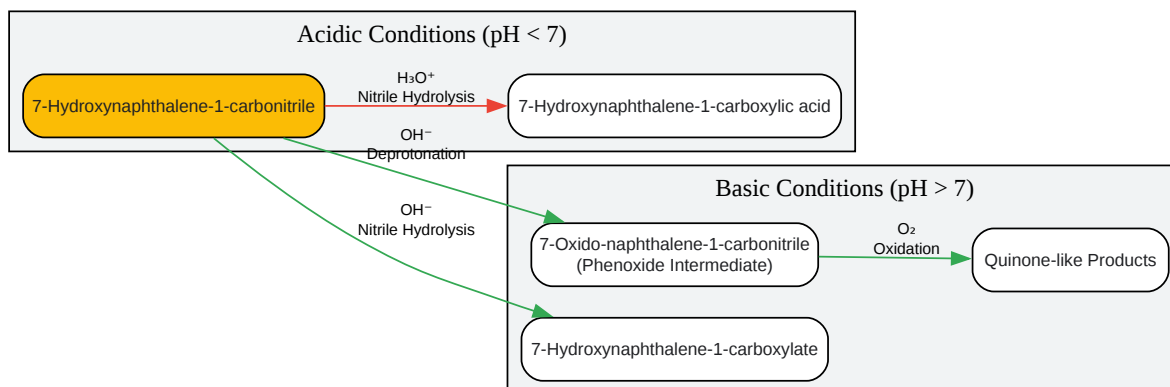 Acidic Conditions (pH < 7)
7-Hydroxynaphthalene-1-carbonitrile
H₃O⁺
Nitrile Hydrolysis
7-Hydroxynaphthalene-1-carboxylic acid
OH⁻
Deprotonation
Basic Conditions (pH > 7)
OH⁻
Nitrile Hydrolysis
7-Oxido-naphthalene-1-carbonitrile
(Phenoxide Intermediate)
O₂
Oxidation
Quinone-like Products
7-Hydroxynaphthalene-1-carboxylate